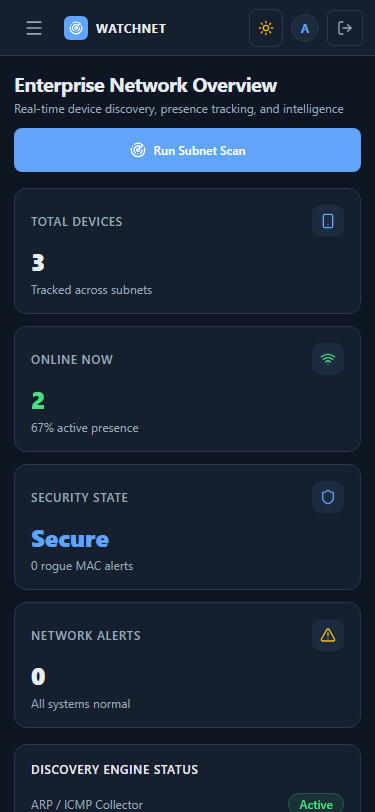 WATCHNET
A
Enterprise Network Overview
Real-time device discovery, presence tracking, and intelligence
Run Subnet Scan
TOTAL DEVICES
3
Tracked across subnets
ONLINE NOW
2
67% active presence
SECURITY STATE
Secure
0 rogue MAC alerts
NETWORK ALERTS
0
All systems normal
DISCOVERY ENGINE STATUS
ARP / ICMP Collector
Active